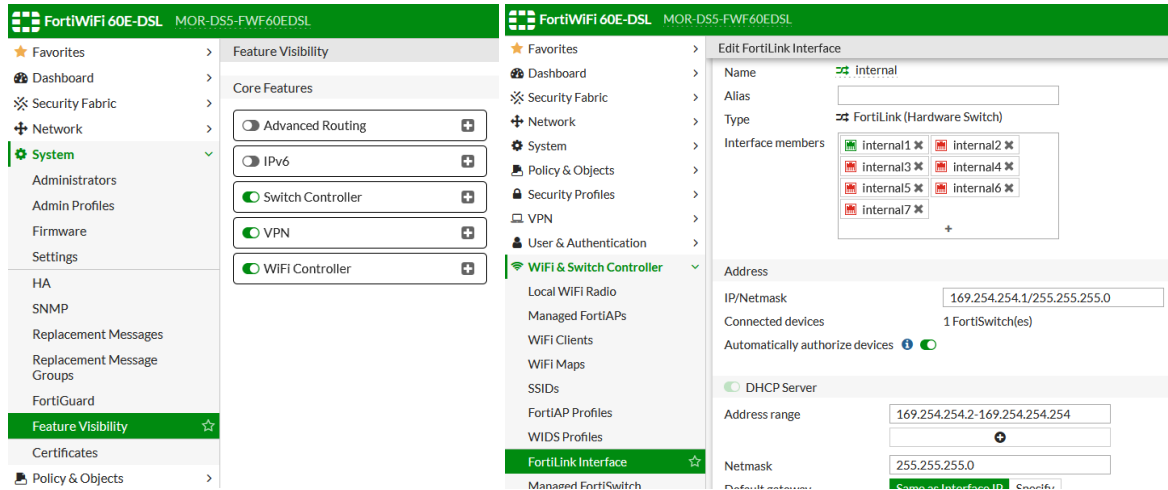 FortiWiFi 60E-DSL MOR-DS5-FWF60EDSL
Favorites
Dashboard
Security Fabric
Network
System
Administrators
Admin Profiles
Firmware
Settings
HA
SNMP
Replacement Messages
Replacement Message
Groups
FortiGuard
Feature Visibility
Certificates
Policy & Objects
Feature Visibility
Core Features
Advanced Routing
IPv6
Switch Controller
VPN
WiFi Controller
FortiWiFi 60E-DSL MOR-DS5-FWF60EDSL
Favorites
Dashboard
Security Fabric
Network
System
Policy & Objects
Security Profiles
VPN
User & Authentication
WiFi & Switch Controller
Local WiFi Radio
Managed FortiAPs
WiFi Clients
WiFi Maps
SSIDs
FortiAP Profiles
WIDS Profiles
FortiLink Interface
Managed FortiSwitch
Edit FortiLink Interface
Name internal
Alias
Type FortiLink (Hardware Switch)
Interface members internal1 internal2
internal3 internal4
internal5 internal6
internal7
Address
IP/Netmask 169.254.254.1/255.255.255.0
Connected devices 1 FortiSwitch(es)
Automatically authorize devices
DHCP Server
Address range 169.254.254.2-169.254.254.254
Netmask 255.255.255.0
Default gateway Same as Interface IP Specify